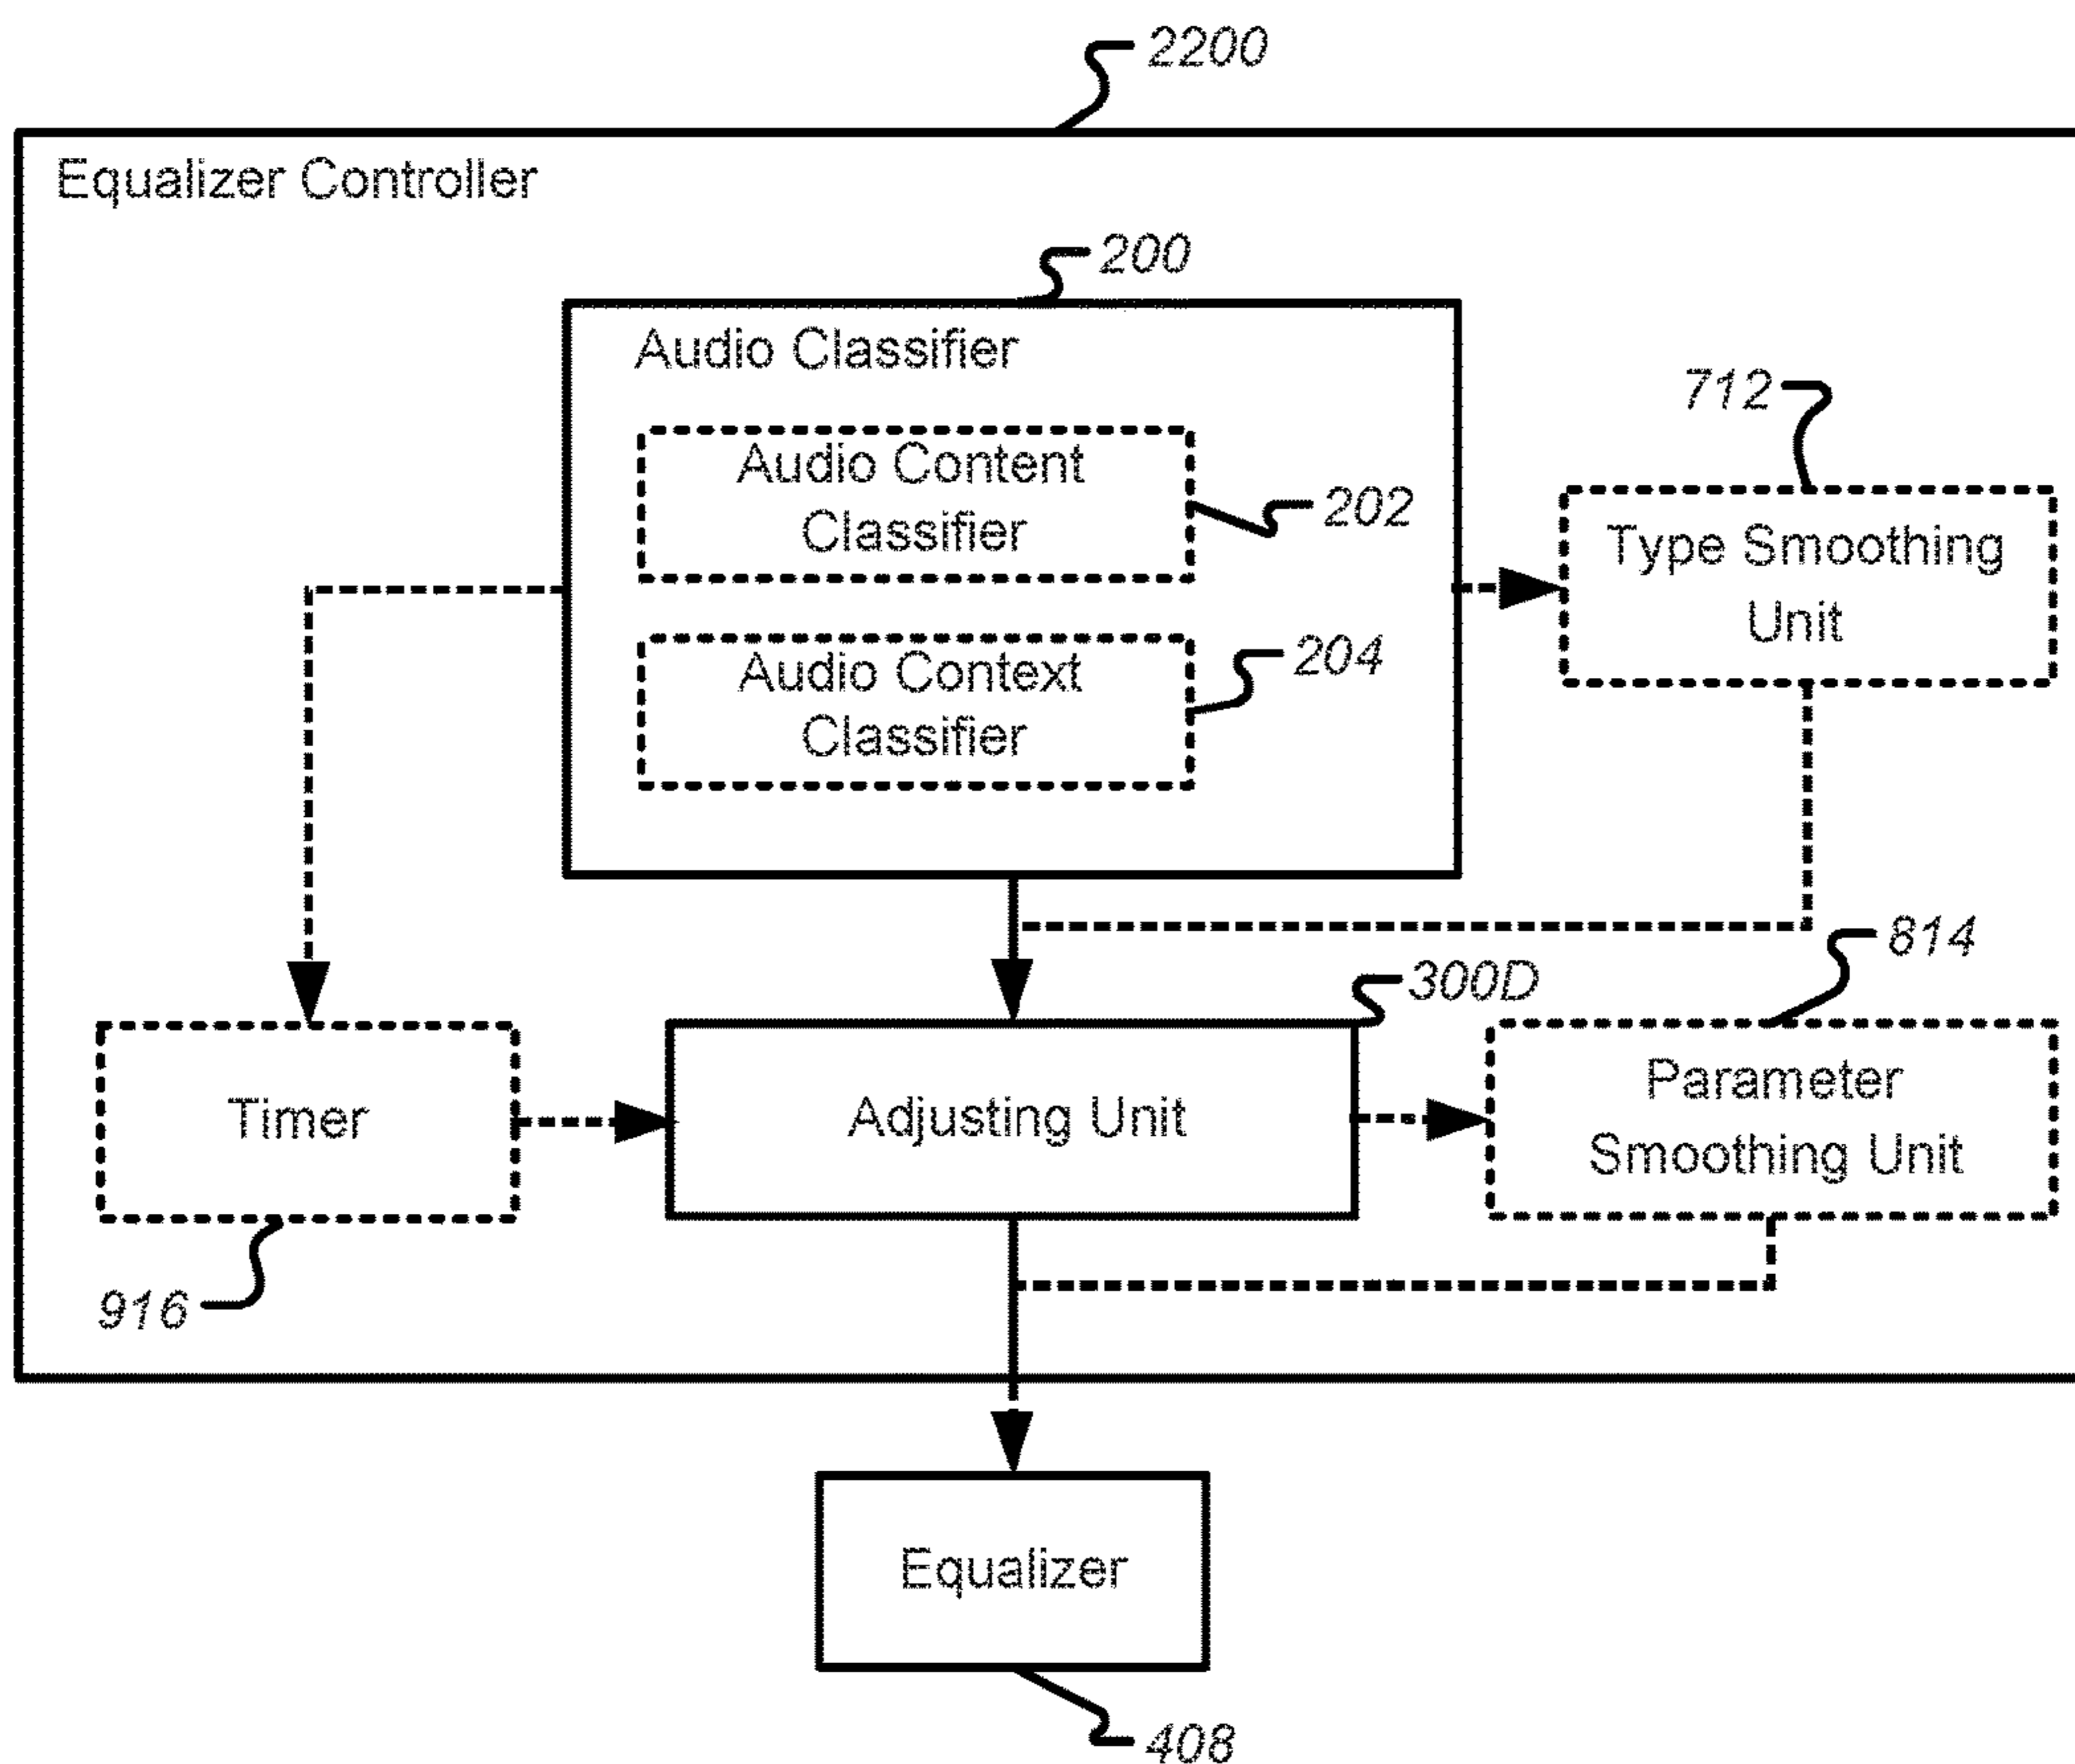 2200
Equalizer Controller
200
Audio Classifier
712
Audio Content
Classifier
202
Type Smoothing
Unit
Audio Context
Classifier
204
814
300D
Timer
Adjusting Unit
Parameter
Smoothing Unit
916
Equalizer
408